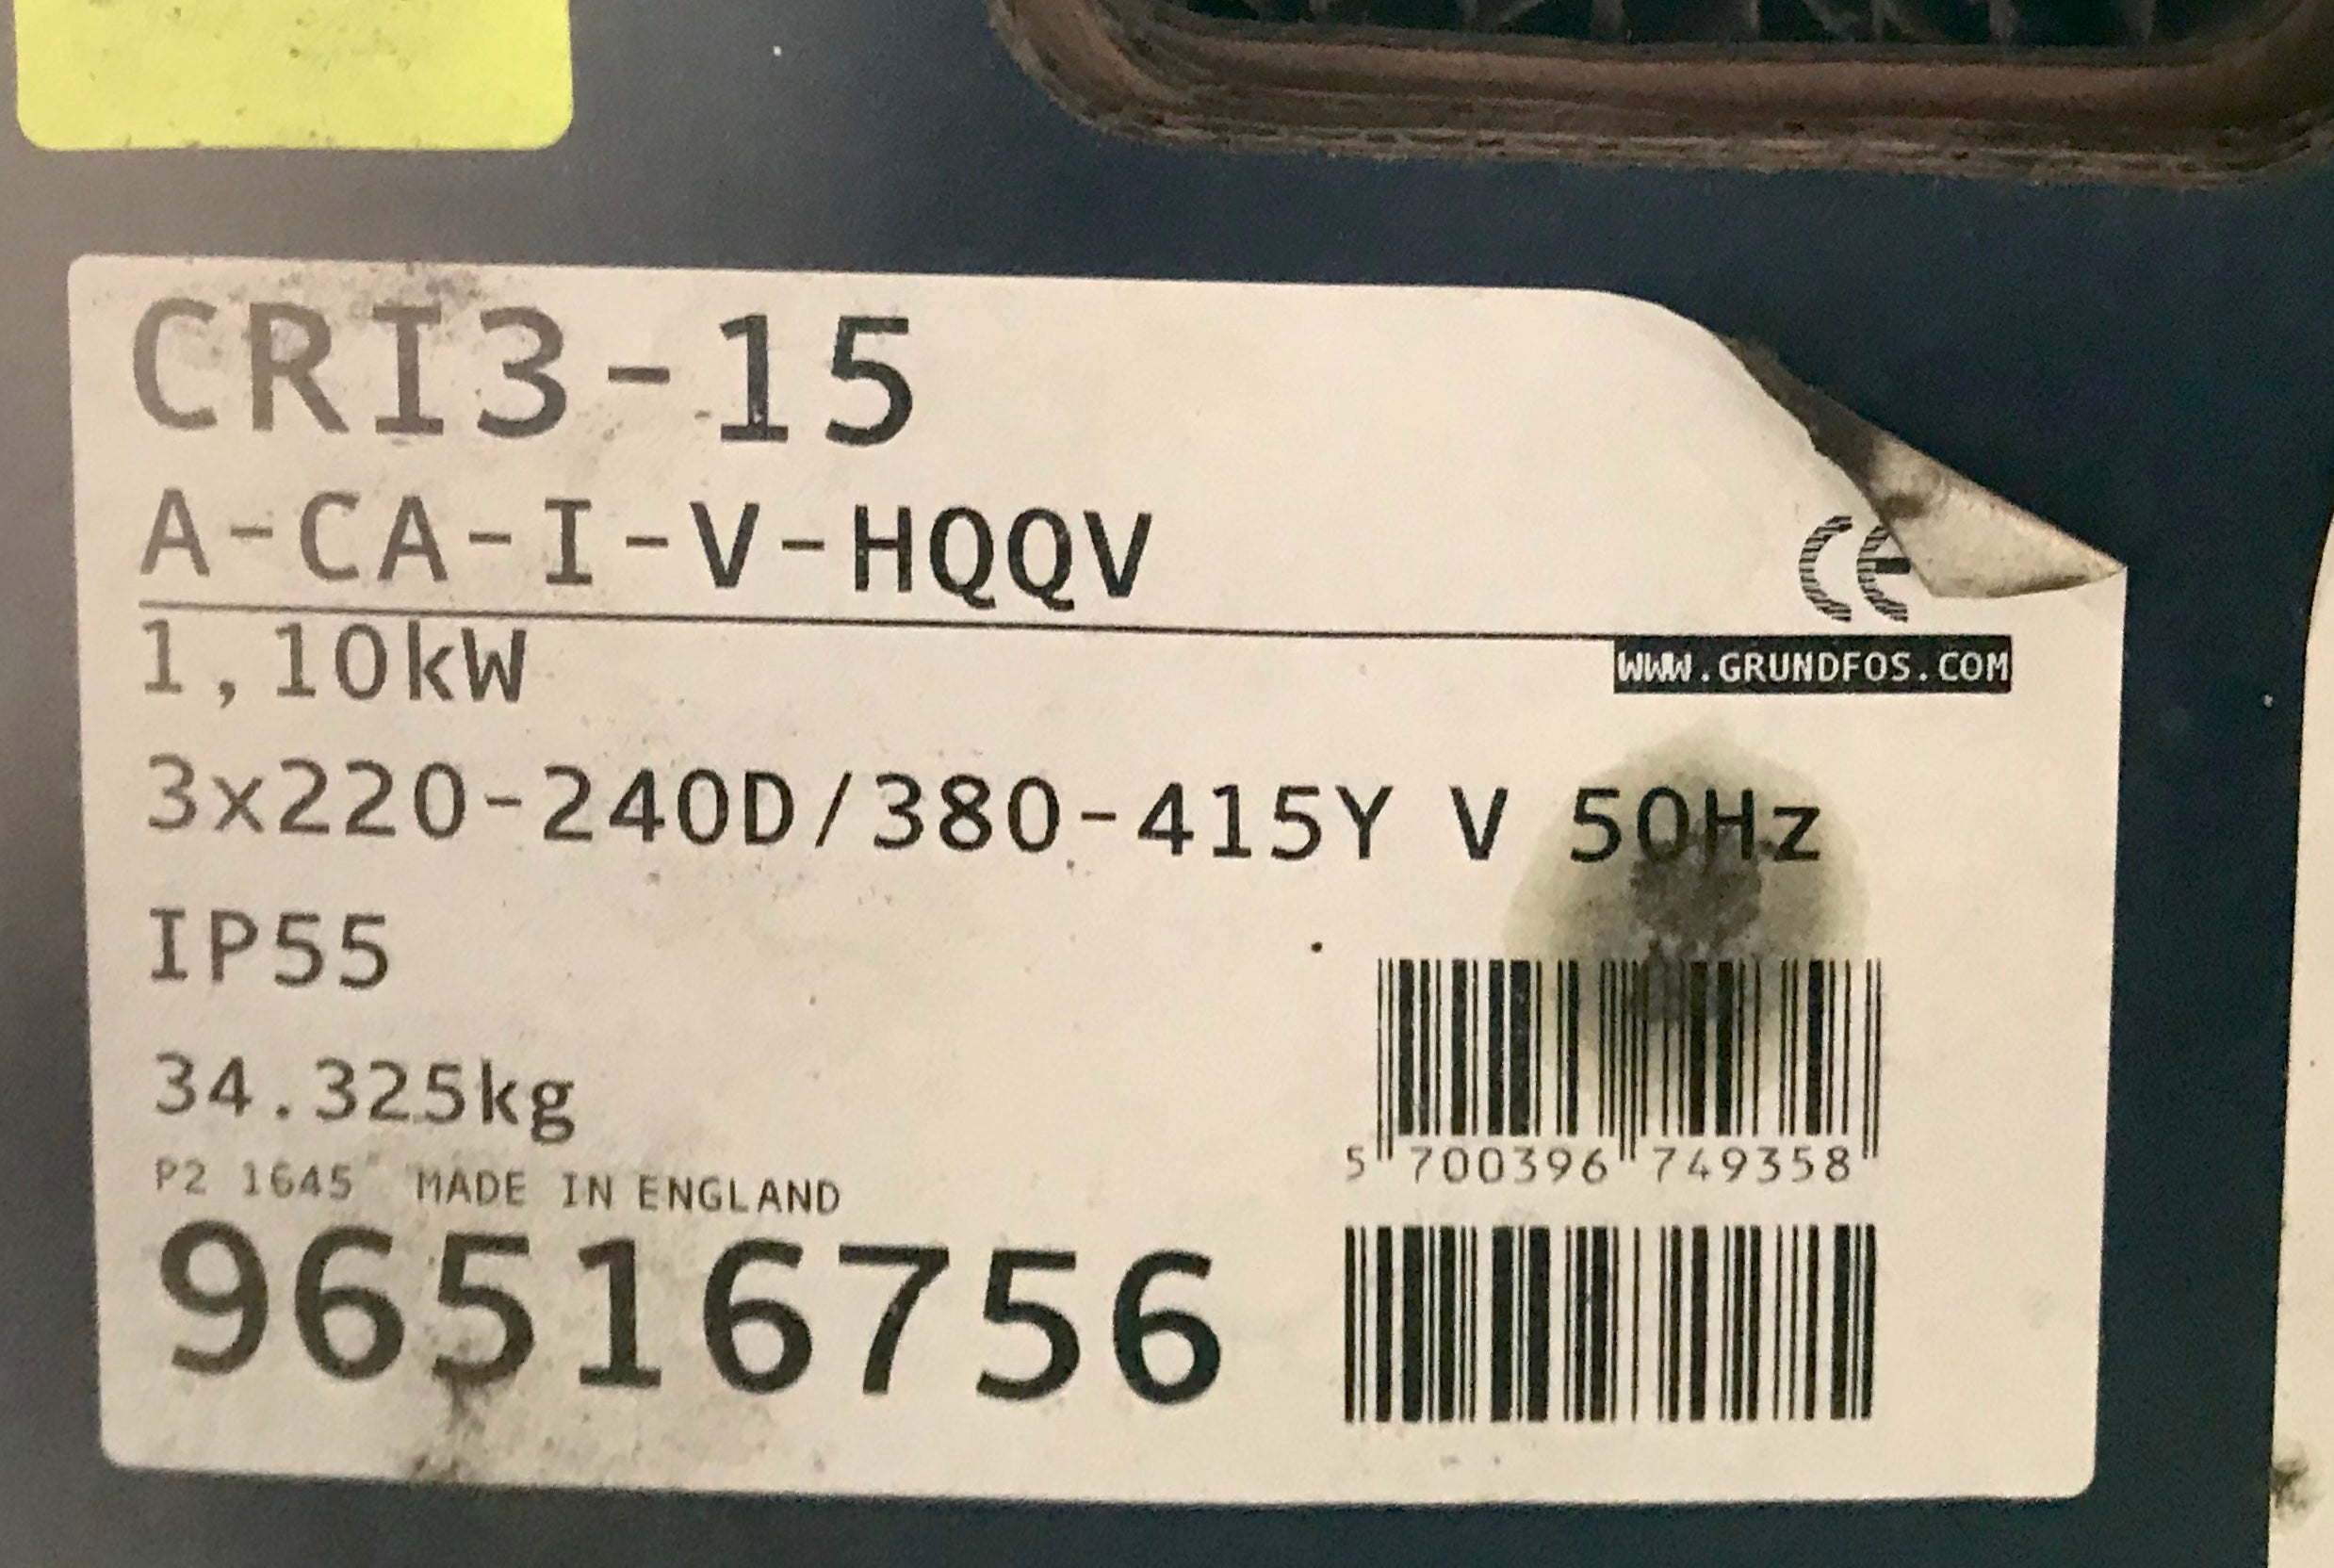 CRI3-15
A-CA-I-V-HQQV
CE
1,10kW
WWW.GRUNDFOS.COM
3x220-240D/380-415Y V 50Hz
IP55
34.325kg
5 700396 749358
P2 1645 MADE IN ENGLAND
96516756